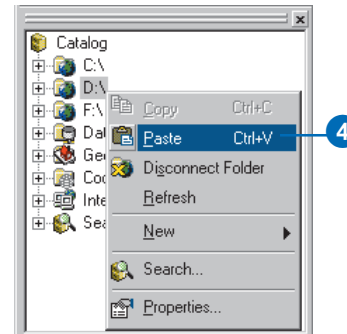 Catalog
C:\
D:\
F:\
Copy Ctrl+C
Paste Ctrl+V
4
Disconnect Folder
Refresh
New
Search...
Properties...